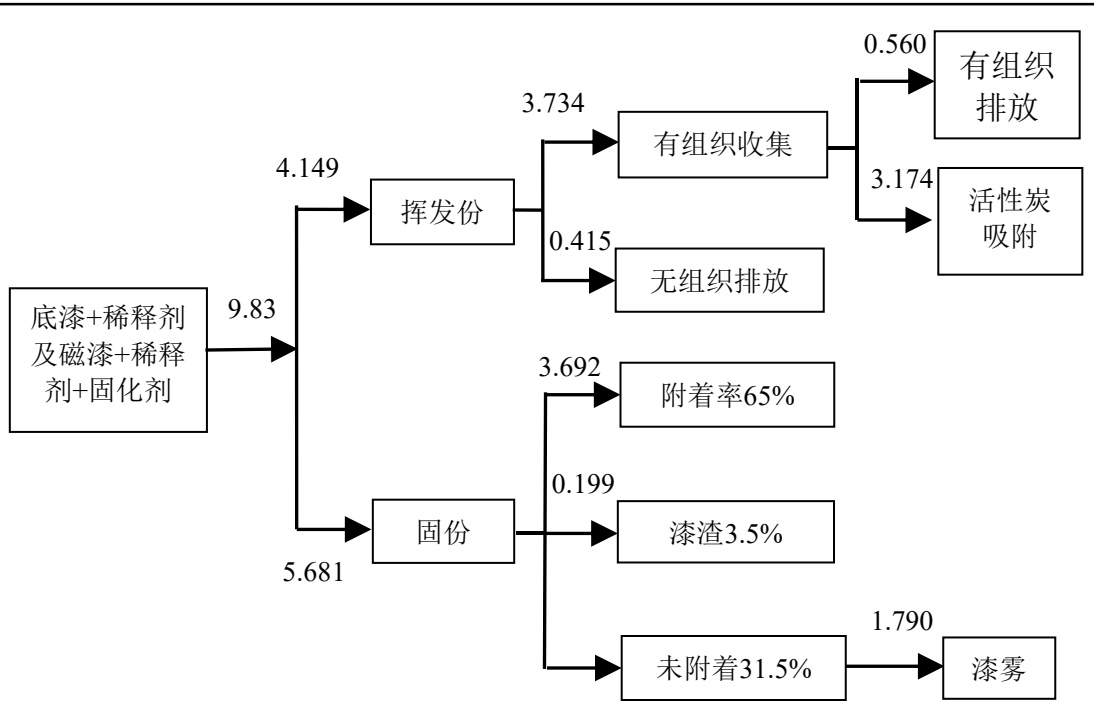 0.560
有组织
排放
3.734
有组织收集
4.149
3.174
活性炭
吸附
挥发份
0.415
无组织排放
底漆+稀释剂
及磁漆+稀释
剂+固化剂
9.83
3.692
附着率65%
0.199
漆渣3.5%
固份
5.681
1.790
未附着31.5%
漆雾